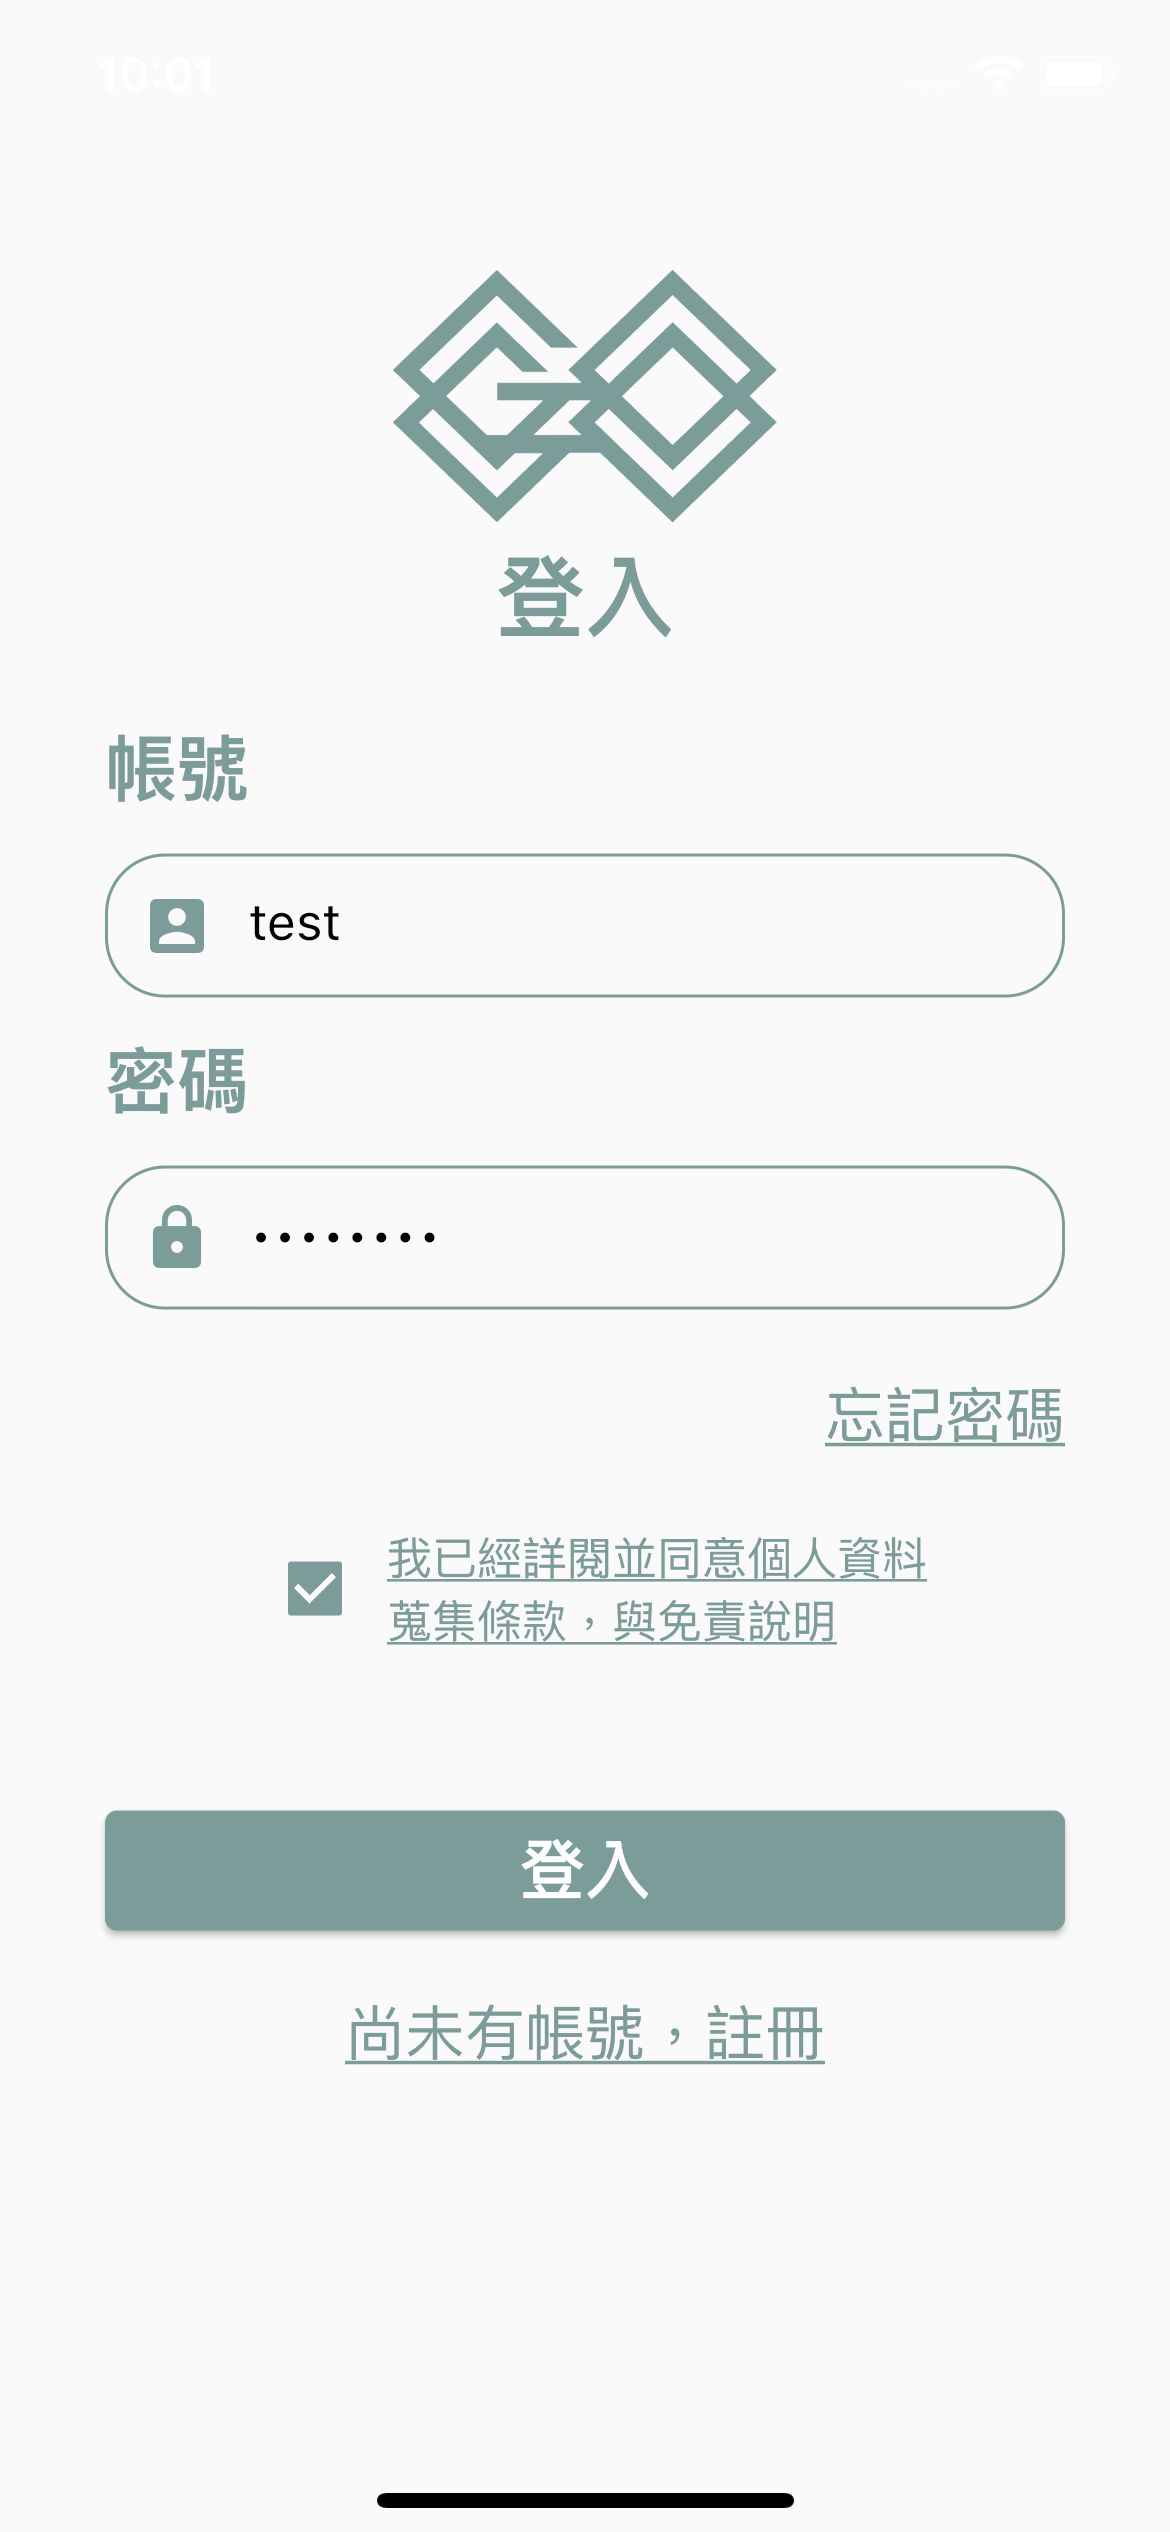 10:01
登入
帳號
test
密碼
••••••••
忘記密碼
我已經詳閱並同意個人資料
蒐集條款，與免責說明
登入
尚未有帳號，註冊